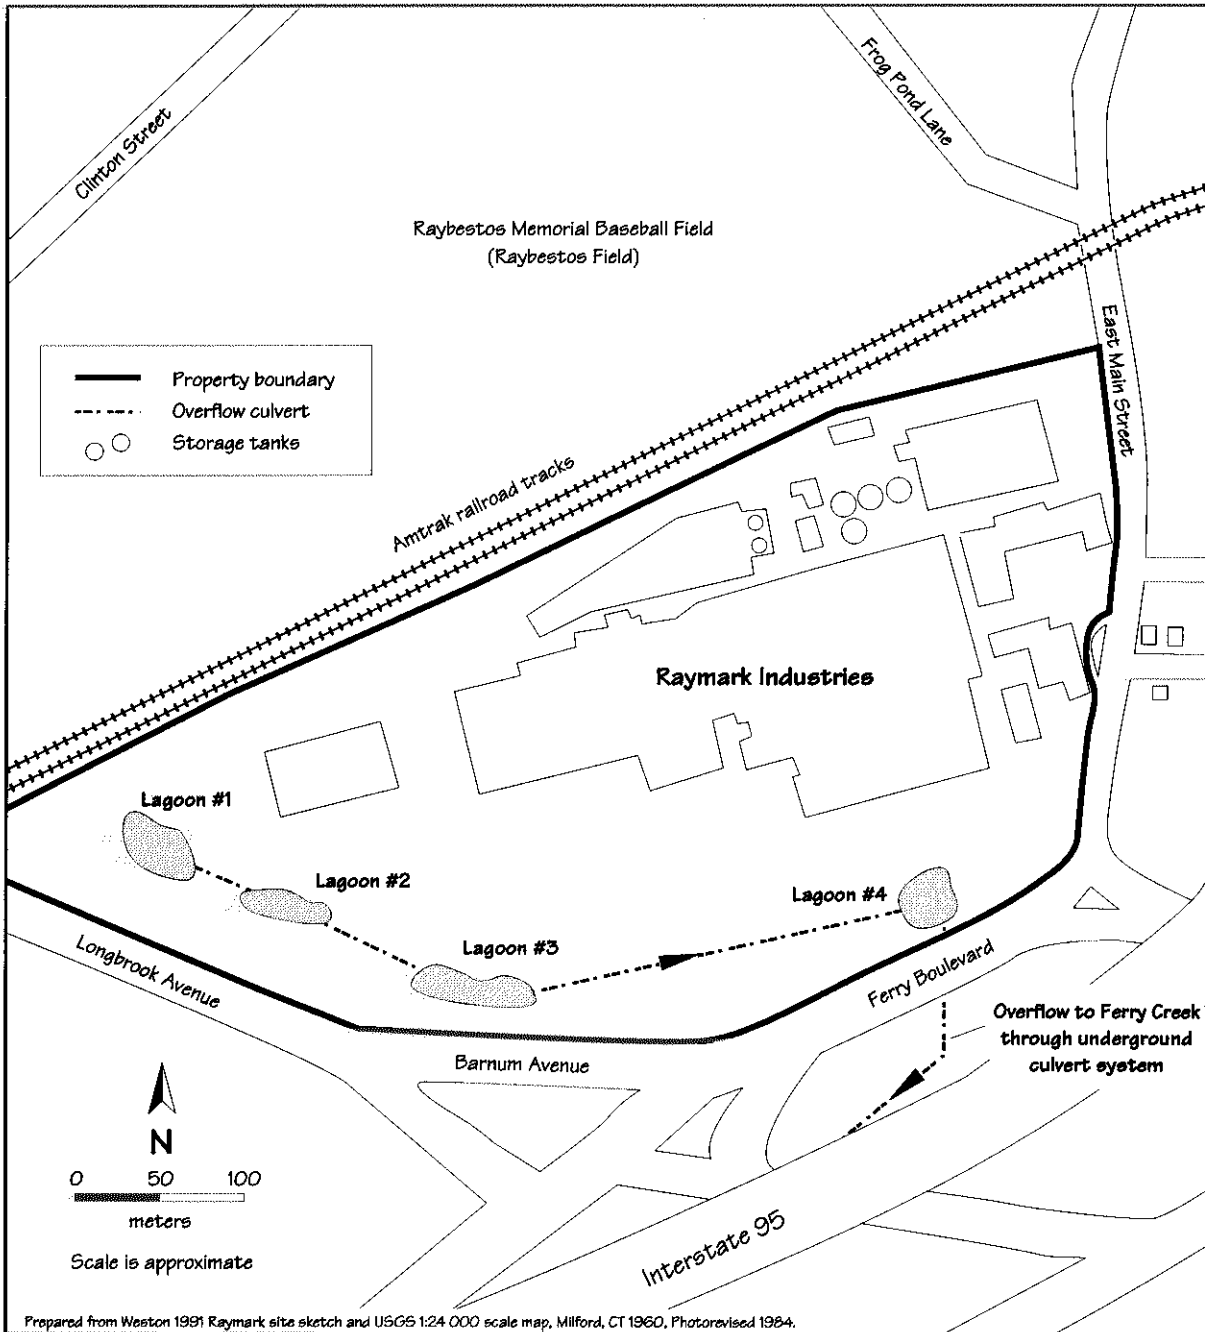 Clinton Street
Frog Pond Lane
Raybestos Memorial Baseball Field
(Raybestos Field)
East Main Street
Property boundary
Overflow culvert
Storage tanks
Amtrak railroad tracks
Raymark Industries
Lagoon #1
Lagoon #2
Lagoon #4
Lagoon #3
Longbrook Avenue
Ferry Boulevard
Overflow to Ferry Creek
through underground
culvert system
Barnum Avenue
N
0 50 100
meters
Scale is approximate
Interstate 95
Prepared from Weston 1991 Raymark site sketch and USGS 1:24 000 scale map, Milford, CT 1960, Photorevised 1984.